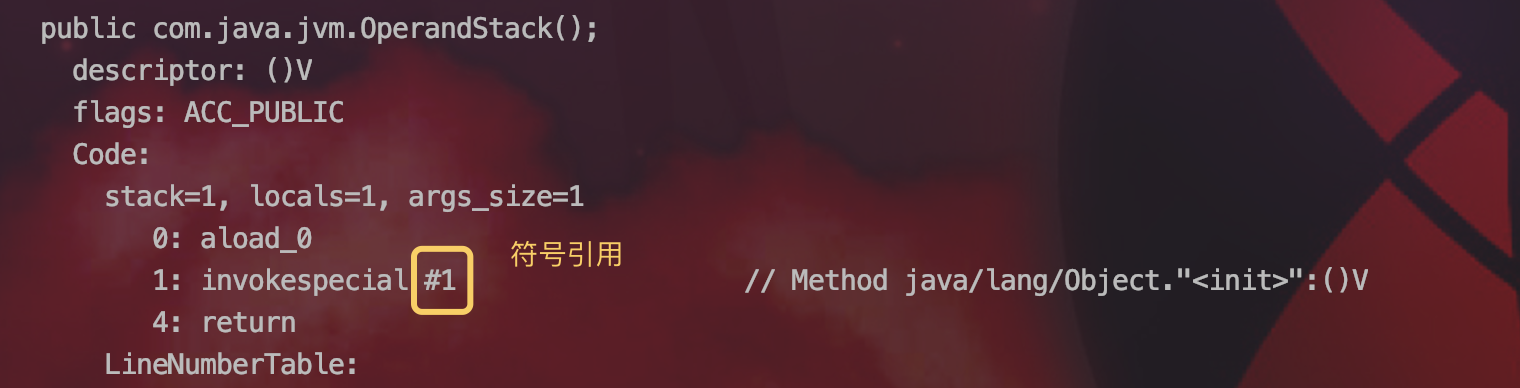 public com.java.jvm.OperandStack();
descriptor: ()V
flags: ACC_PUBLIC
Code:
stack=1, locals=1, args_size=1
0: aload_0
符号引用
1: invokespecial #1 // Method java/lang/Object."<init>":()V
4: return
LineNumberTable: